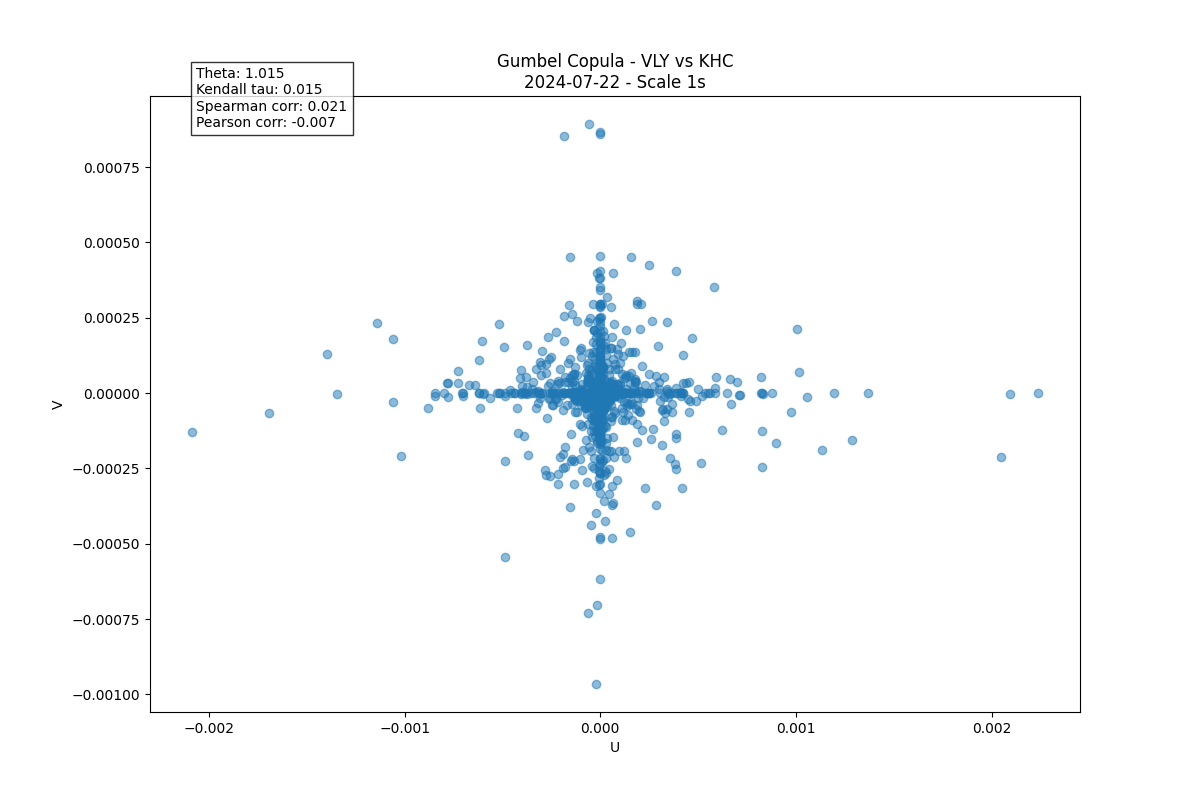 Gumbel Copula - VLY vs KHC
2024-07-22 - Scale 1s
Theta: 1.015
Kendall tau: 0.015
Spearman corr: 0.021
Pearson corr: -0.007
0.00075
0.00050
0.00025
0.00000
−0.00025
−0.00050
−0.00075
−0.00100
V
−0.002
−0.001
0.000
0.001
0.002
U